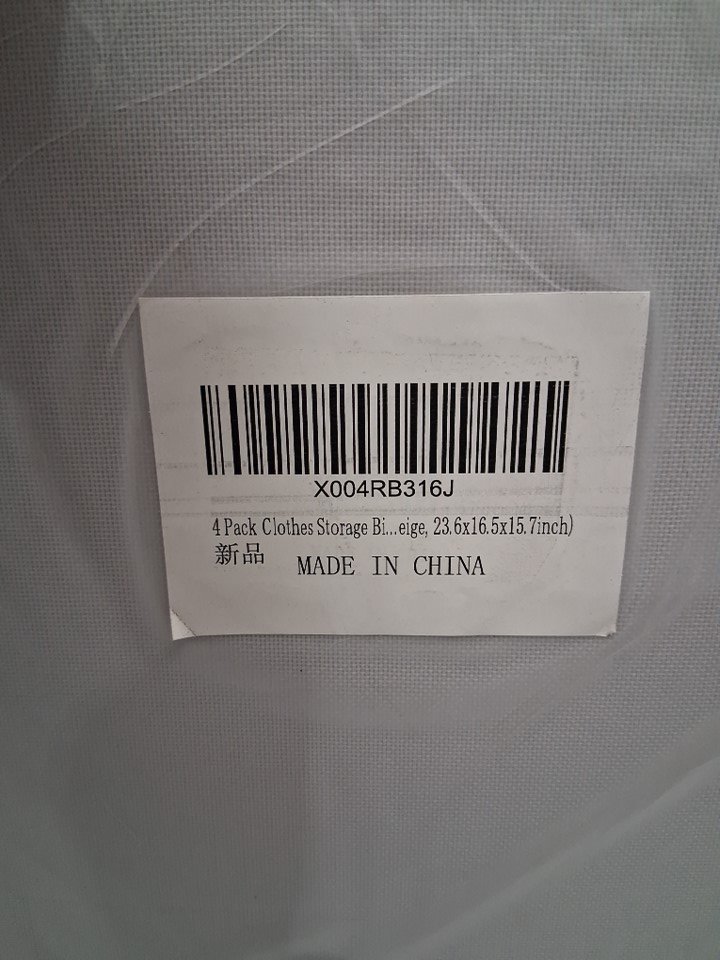 X004RB316J
4 Pack Clothes Storage Bi...eige, 23.6x16.5x15.7inch)
新品
MADE IN CHINA